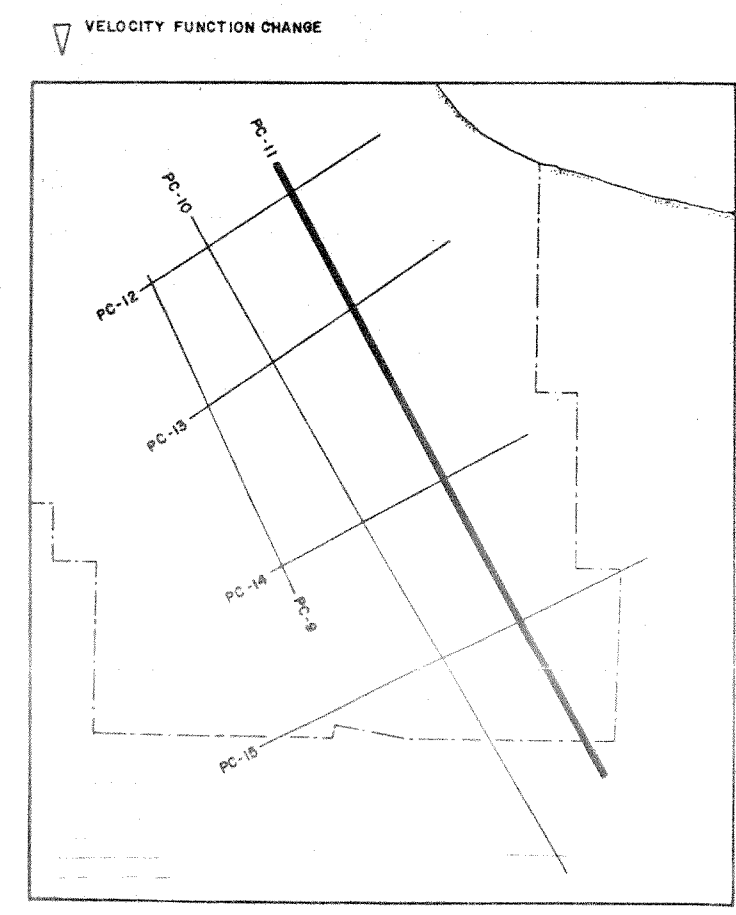 VELOCITY FUNCTION CHANGE
PC-11
PC-10
PC-12
PC-13
PC-14
PC-9
PC-15